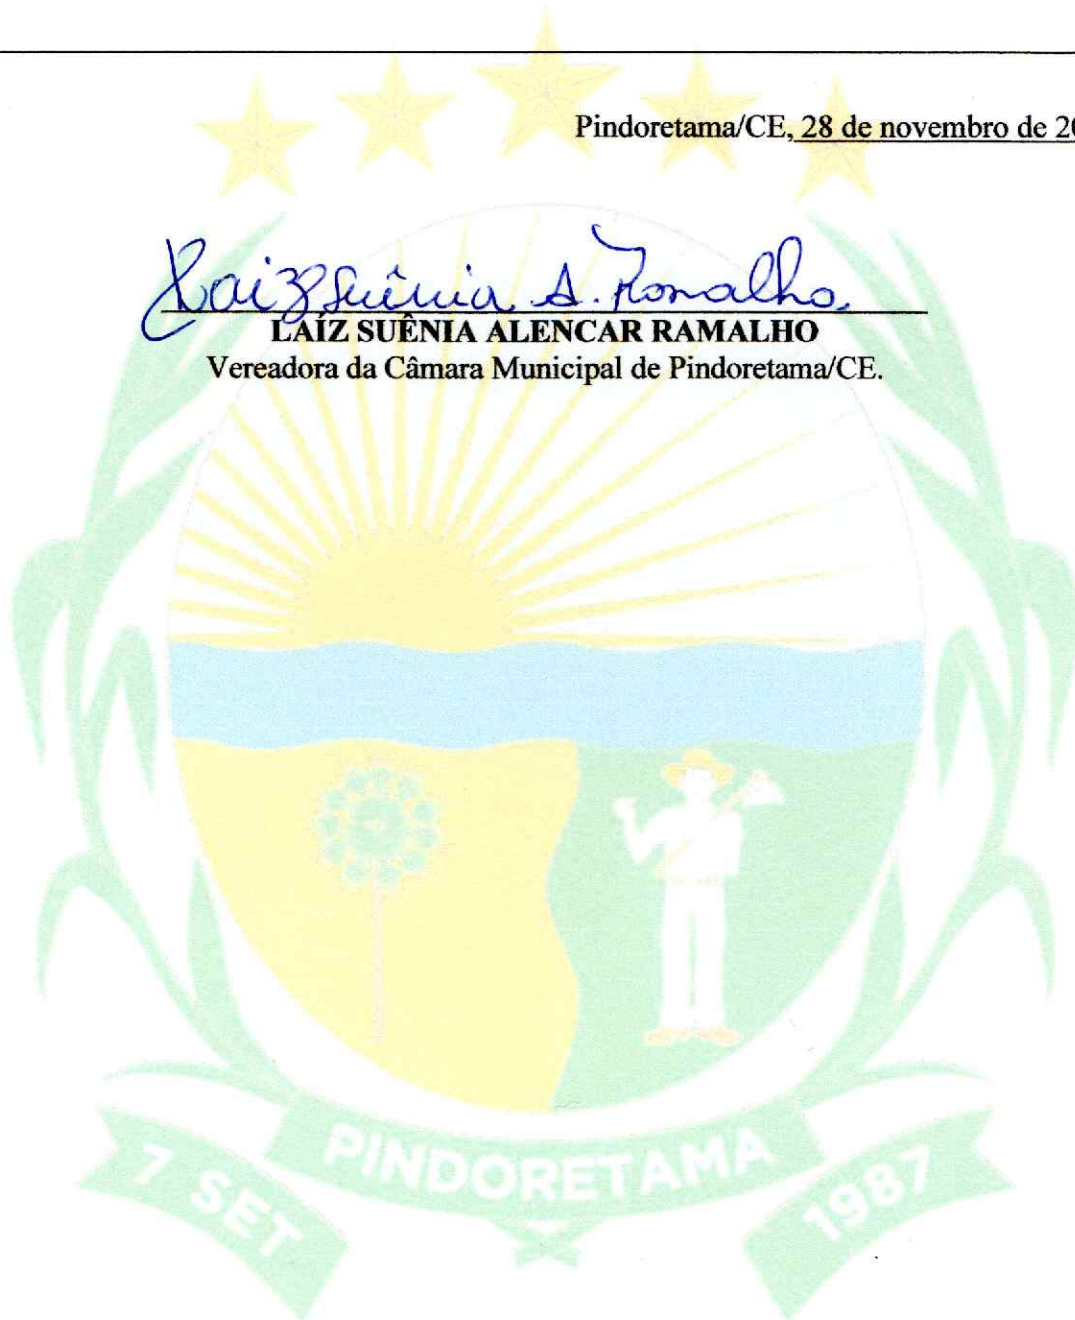 Pindoretama/CE, 28 de novembro de 20
Laiz Suênia A. Ramalho.
LAÍZ SUÊNIA ALENCAR RAMALHO
Vereadora da Câmara Municipal de Pindoretama/CE.
PINDORETAMA
7 SET
1987